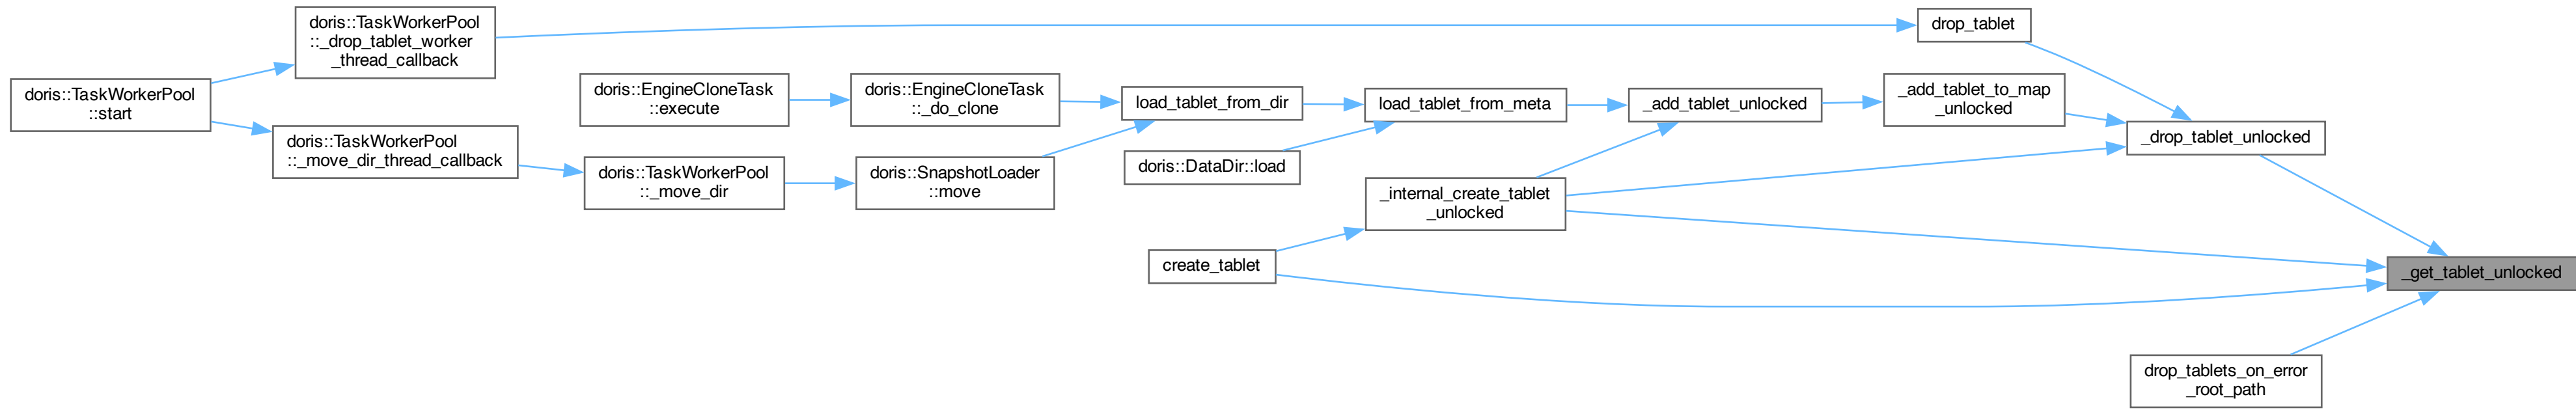 doris::TaskWorkerPool
::start
doris::TaskWorkerPool
::_drop_tablet_worker
_thread_callback
doris::TaskWorkerPool
::_move_dir_thread_callback
doris::EngineCloneTask
::execute
doris::TaskWorkerPool
::_move_dir
doris::EngineCloneTask
::_do_clone
doris::SnapshotLoader
::move
load_tablet_from_dir
doris::DataDir::load
create_tablet
load_tablet_from_meta
_internal_create_tablet
_unlocked
_add_tablet_unlocked
drop_tablet
_add_tablet_to_map
_unlocked
_drop_tablet_unlocked
drop_tablets_on_error
_root_path
_get_tablet_unlocked